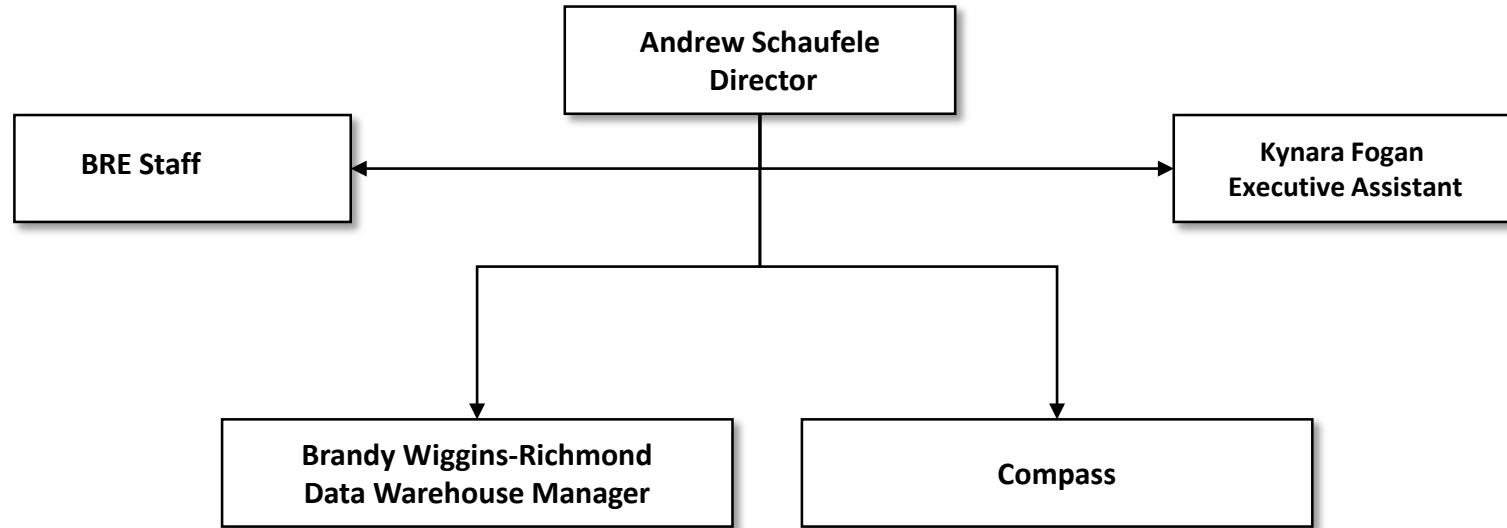 Andrew Schaufele
Director
BRE Staff
Kynara Fogan
Executive Assistant
Brandy Wiggins-Richmond
Data Warehouse Manager
Compass